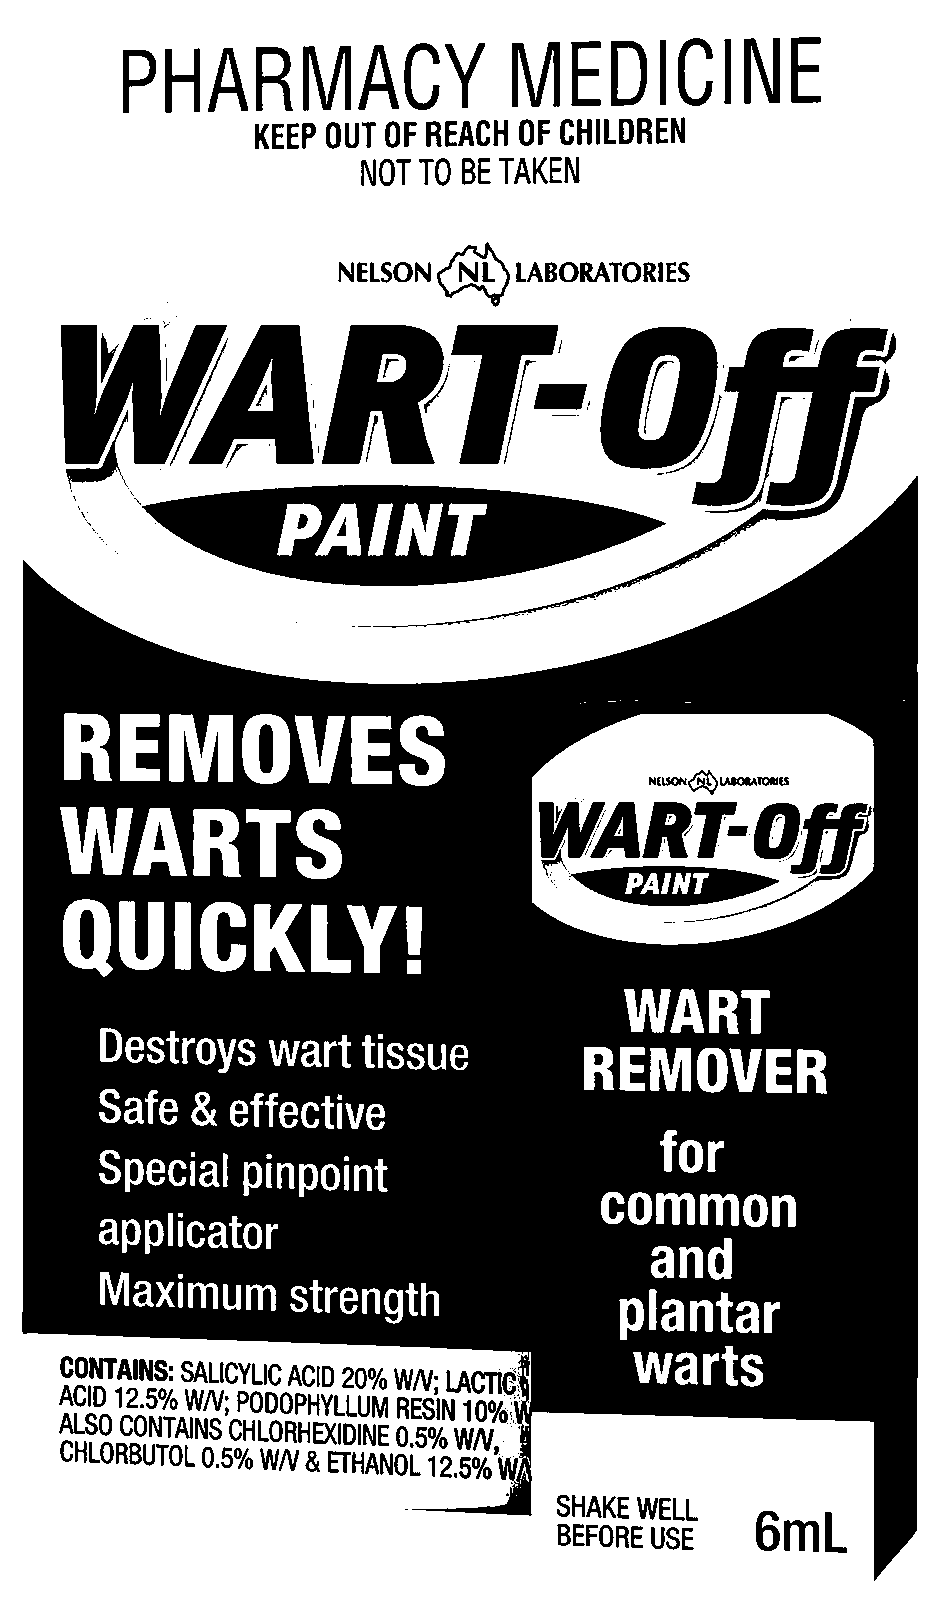 PHARMACY MEDICINE
KEEP OUT OF REACH OF CHILDREN
NOT TO BE TAKEN
NELSON NL LABORATORIES
WART-Off
PAINT
REMOVES
WARTS
QUICKLY!
Destroys wart tissue
Safe & effective
Special pinpoint
applicator
Maximum strength
CONTAINS: SALICYLIC ACID 20% W/V; LACTIC
ACID 12.5% W/V; PODOPHYLLUM RESIN 10%
ALSO CONTAINS CHLORHEXIDINE 0.5% W/V,
CHLORBUTOL 0.5% W/V & ETHANOL 12.5%
NELSON NL LABORATORIES
WART-Off
PAINT
WART
REMOVER
for
common
and
plantar
warts
SHAKE WELL
BEFORE USE
6mL